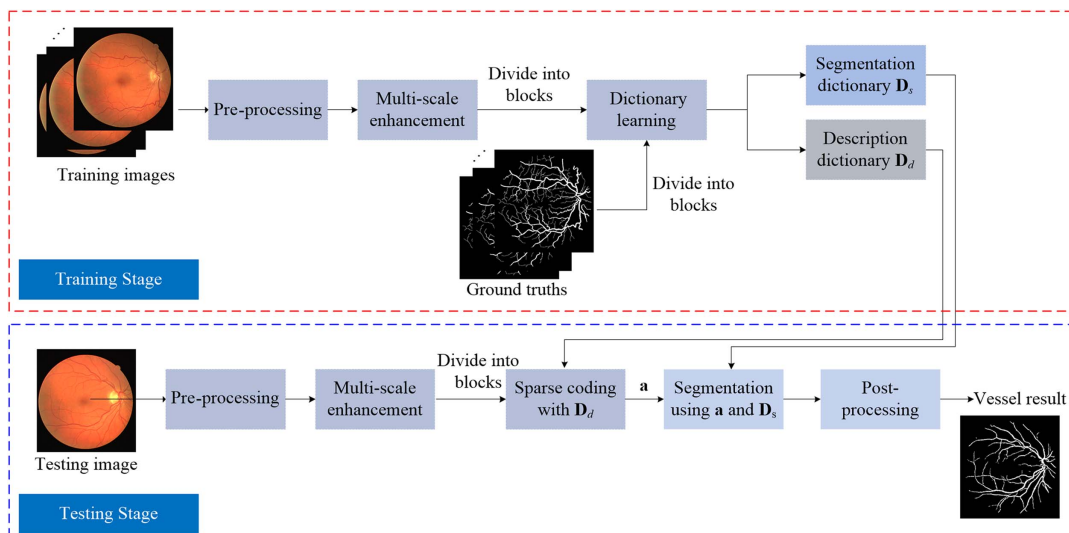 Training images
Pre-processing
Multi-scale
enhancement
Divide into
blocks
Dictionary
learning
Segmentation
dictionary Ds
Description
dictionary Dd
Divide into
blocks
Ground truths
Training Stage
Testing image
Pre-processing
Multi-scale
enhancement
Divide into
blocks
Sparse coding
with Dd
a
Segmentation
using a and Ds
Post-
processing
Vessel result
Testing Stage